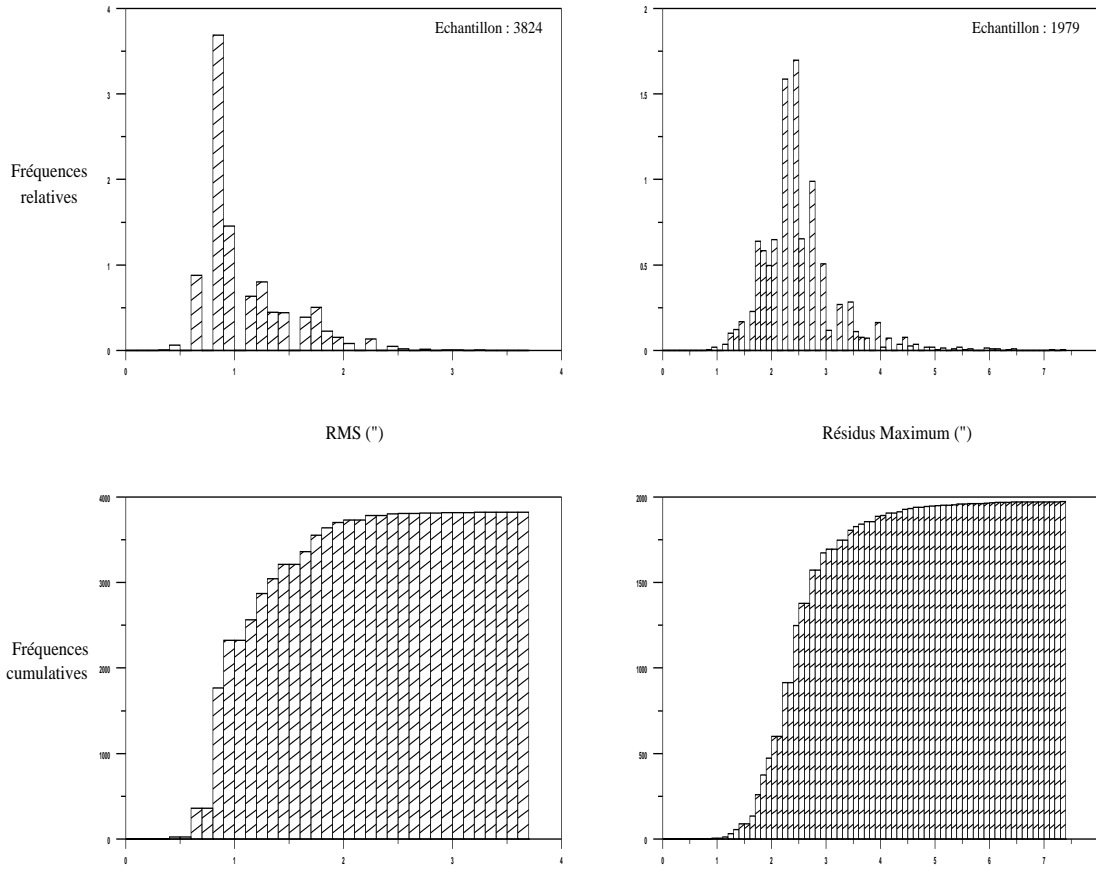 Echantillon : 3824
4
3
2
1
0
0 1 2 3 4
Fréquences
relatives
RMS (")
Echantillon : 1979
2
1.5
1
0.5
0
0 1 2 3 4 5 6 7
Résidus Maximum (")
4000
3000
2000
1000
0
0 1 2 3 4
Fréquences
cumulatives
2000
1500
1000
500
0
0 1 2 3 4 5 6 7